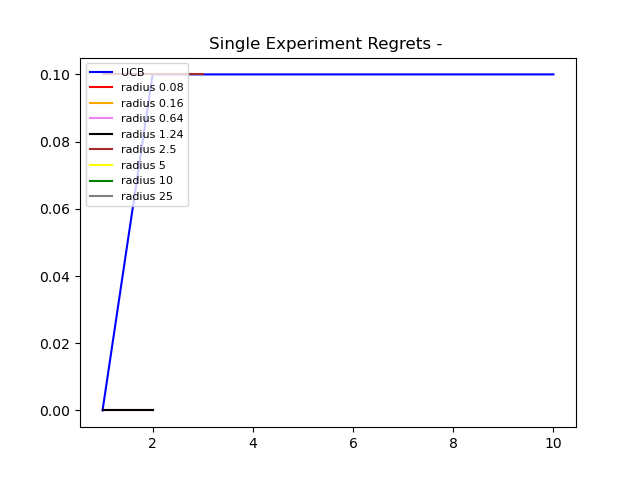 Single Experiment Regrets -
0.10
0.08
0.06
0.04
0.02
0.00
UCB
radius 0.08
radius 0.16
radius 0.64
radius 1.24
radius 2.5
radius 5
radius 10
radius 25
2 4 6 8 10